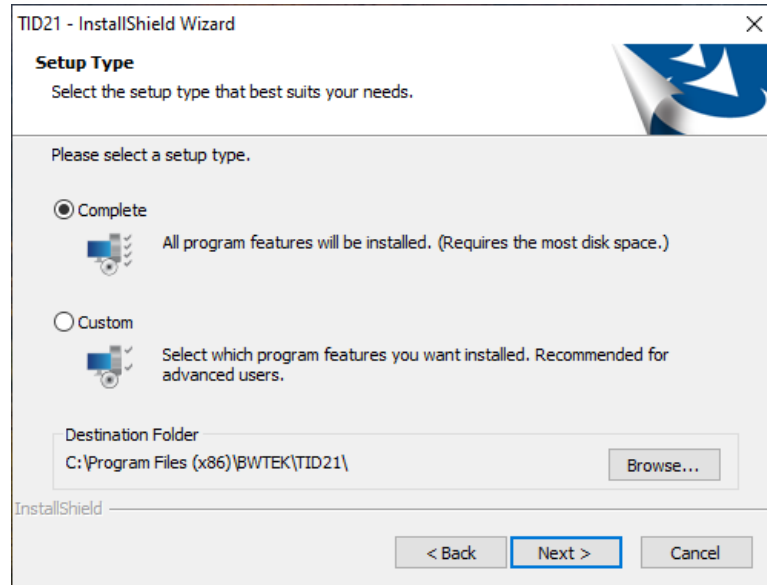 TID21 - InstallShield Wizard
Setup Type
Select the setup type that best suits your needs.
Please select a setup type.
Complete
All program features will be installed. (Requires the most disk space.)
Custom
Select which program features you want installed. Recommended for
advanced users.
Destination Folder
C:\Program Files (x86)\BWTEK\TID21\
Browse...
InstallShield
< Back
Next >
Cancel